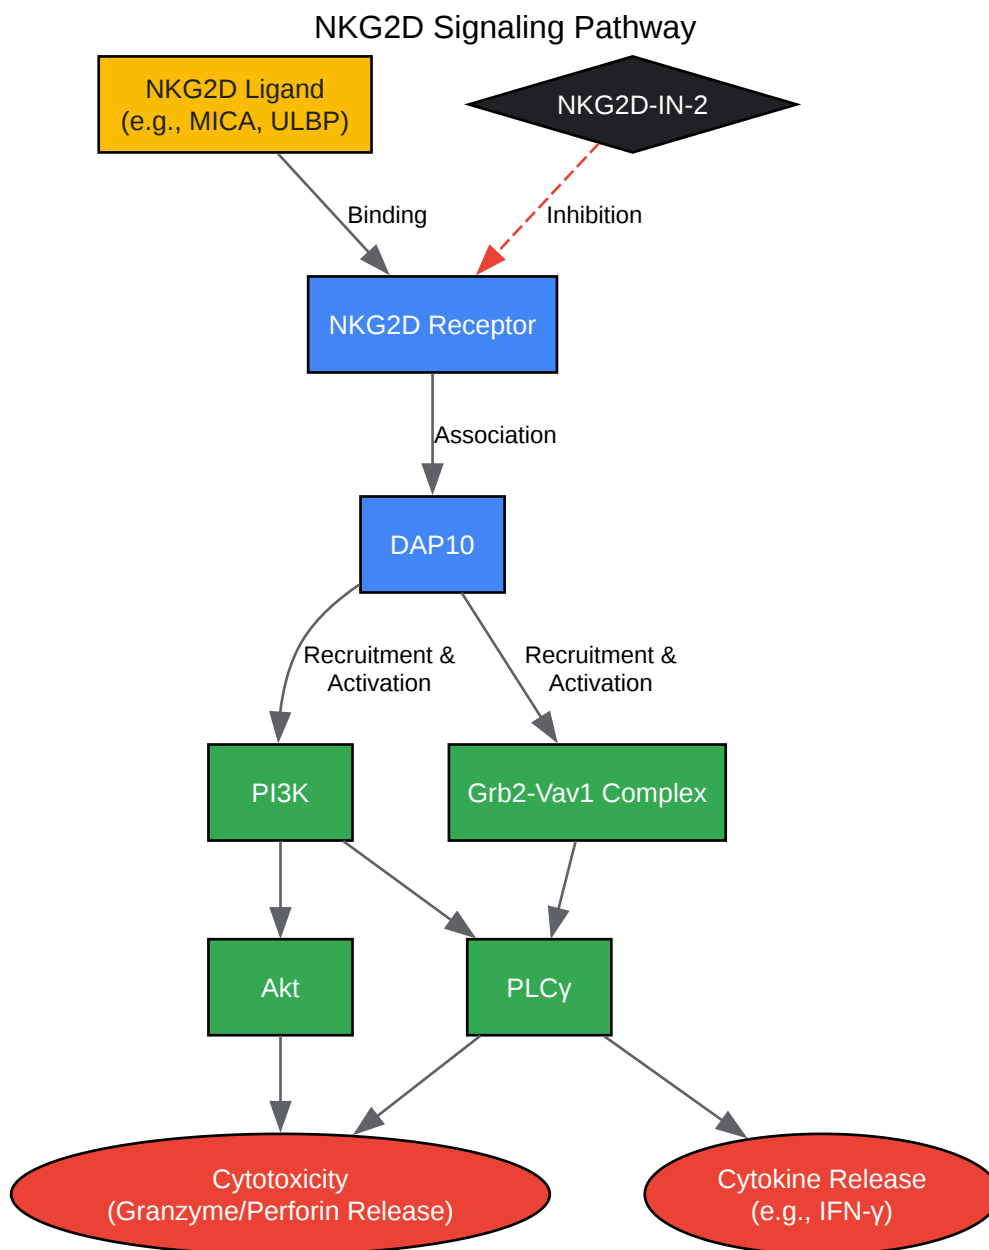 NKG2D Signaling Pathway
NKG2D Ligand
(e.g., MICA, ULBP)
NKG2D-IN-2
Binding
Inhibition
NKG2D Receptor
Association
DAP10
Recruitment &
Activation
Recruitment &
Activation
PI3K
Grb2-Vav1 Complex
Akt
PLCγ
Cytotoxicity
(Granzyme/Perforin Release)
Cytokine Release
(e.g., IFN-γ)